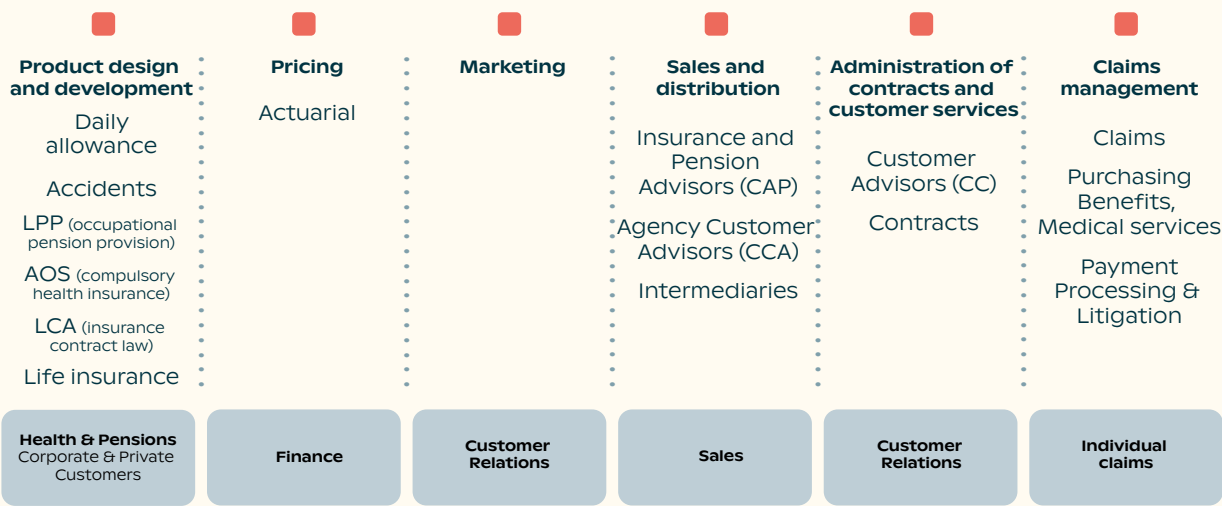 Product design
and development
Daily
allowance
Accidents
LPP (occupational
pension provision)
AOS (compulsory
health insurance)
LCA (insurance
contract law)
Life insurance
Health & Pensions
Corporate & Private
Customers
Pricing
Actuarial
Finance
Marketing
Customer
Relations
Sales and
distribution
Insurance and
Pension
Advisors (CAP)
Agency Customer
Advisors (CCA)
Intermediaries
Sales
Administration of
contracts and
customer services
Customer
Advisors (CC)
Contracts
Customer
Relations
Claims
management
Claims
Purchasing
Benefits,
Medical services
Payment
Processing &
Litigation
Individual
claims